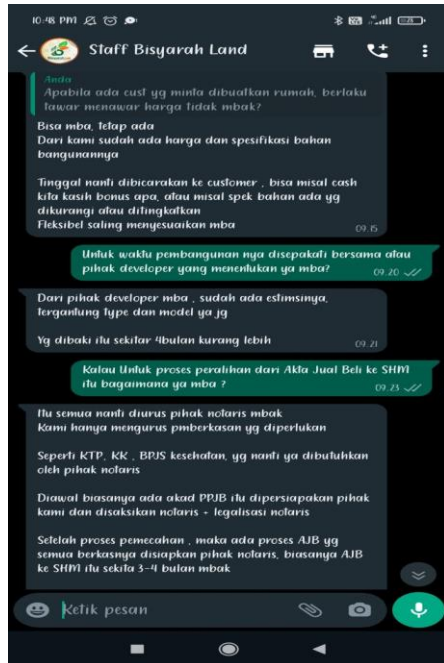 10:48 PM
Staff Bisyarah Land
Anda
Apabila ada cust yg minta dibuatkan rumah, berlaku
tawar menawar harga tidak mbak?
Bisa mba, tetap ada
Dari kami sudah ada harga dan spesifikasi bahan
bangunannya
Tinggal nanti dibicarakan ke customer , bisa misal cash
kita kasih bonus apa, atau misal spek bahan ada yg
dikurangi atau ditingkatkan
Fleksibel saling menyesuaikan mba
09.15
Untuk waktu pembangunan nya disepakati bersama atau
pihak developer yang menentukan ya mba?
09.20
Dari pihak developer mba , sudah ada estimsinya,
tergantung type dan model ya jg
Yg dibaki itu sekitar 4bulan kurang lebih
09.21
Kalau Untuk proses peralihan dari Akta Jual Beli ke SHM
itu bagaimana ya mba ?
09.23
Itu semua nanti diurus pihak notaris mbak
Kami hanya mengurus pmberkasan yg diperlukan
Seperti KTP, KK , BPJS kesehatan, yg nanti ya dibutuhkan
oleh pihak notaris
Diawal biasanya ada akad PPJB itu dipersiapakan pihak
kami dan disaksikan notaris + legalisasi notaris
Setelah proses pemecahan , maka ada proses AJB yg
semua berkasnya disiapkan pihak notaris, biasanya AJB
ke SHM itu sekita 3-4 bulan mbak
Ketik pesan